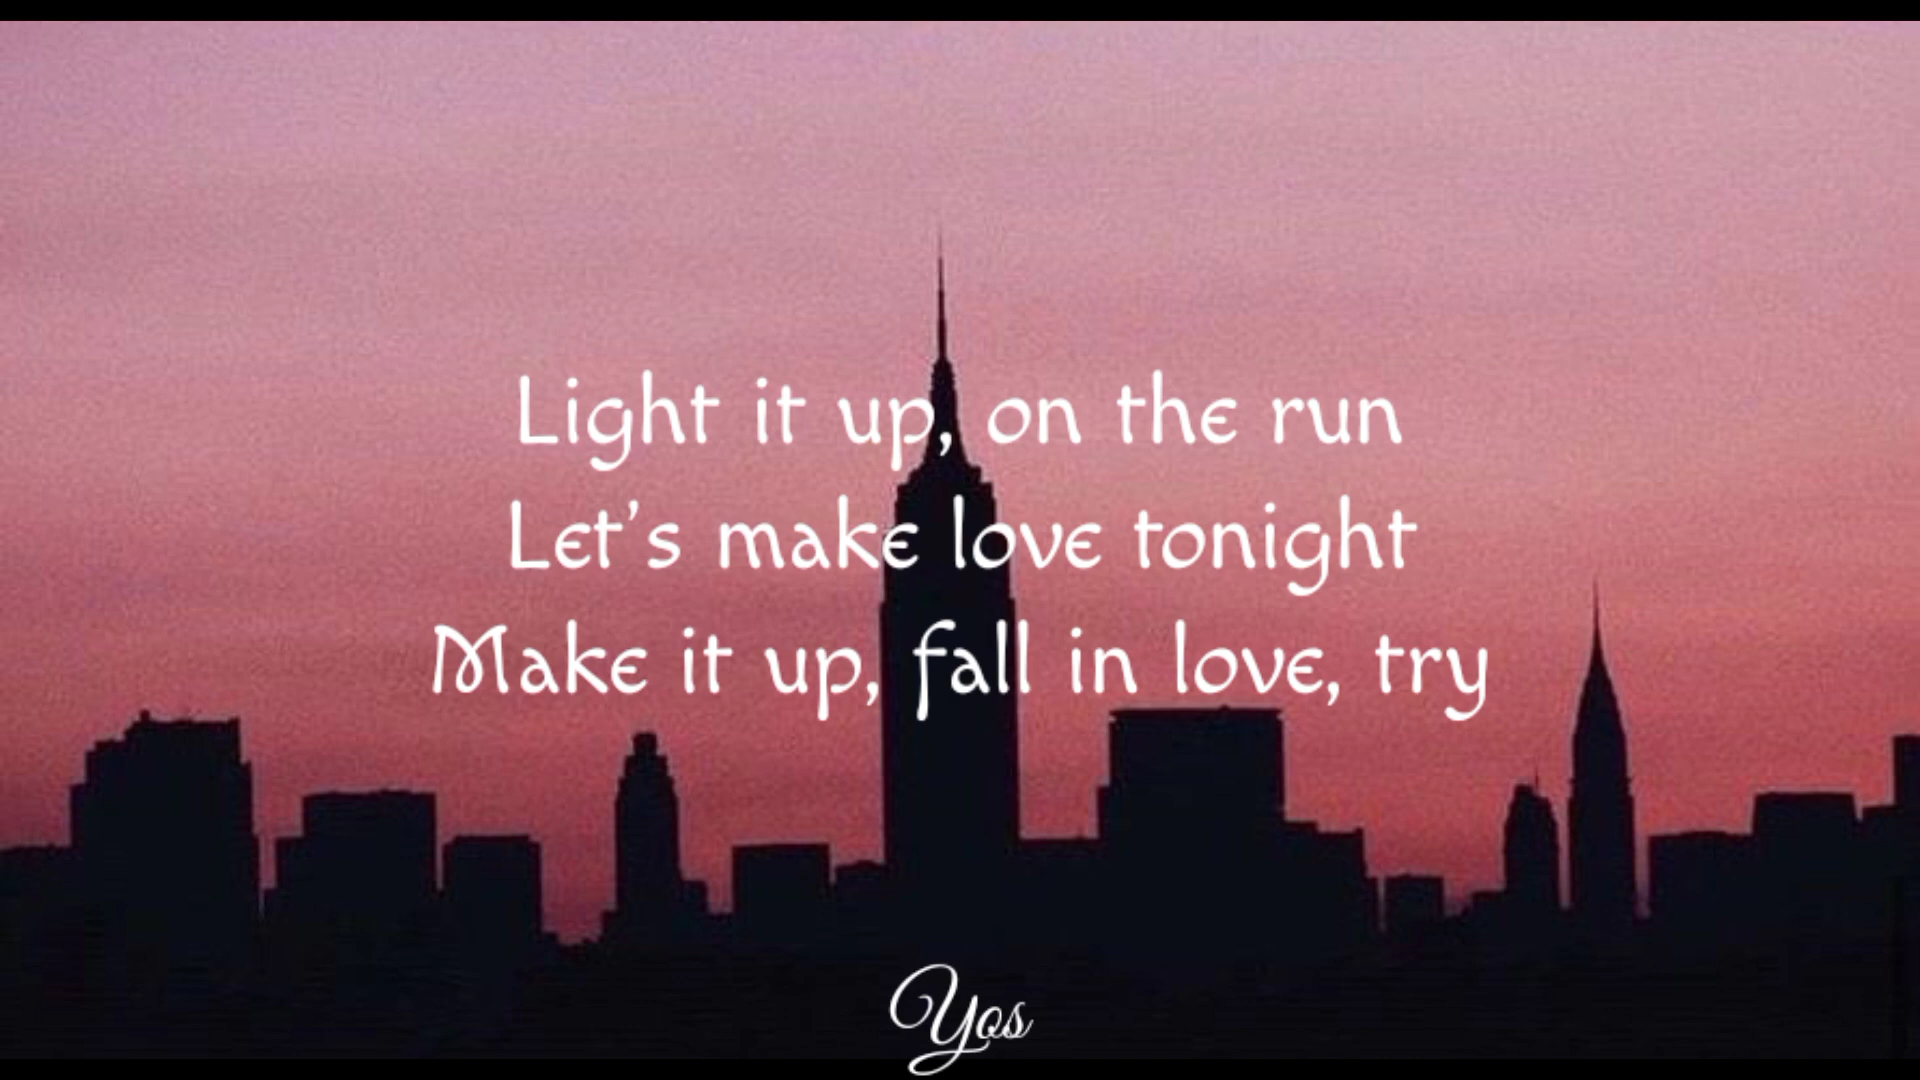 Light it up, on the run
Let's make love tonight
Make it up, fall in love, try
Yos